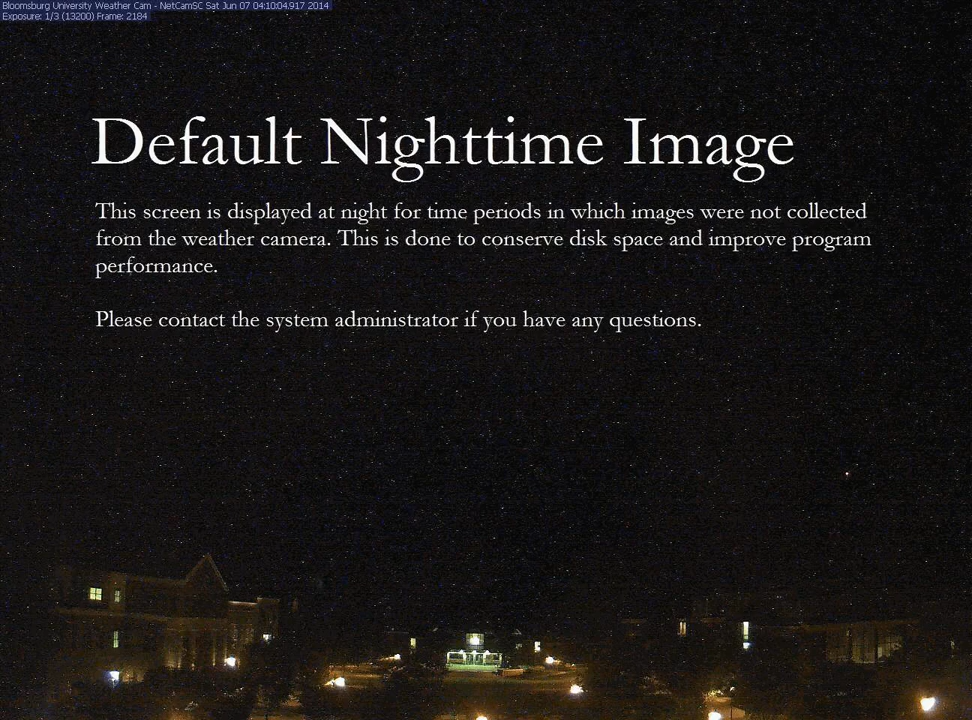 Bloomsburg University Weather Cam - NetCamSC Sat Jun 07 04:10:04.917 2014
Exposure: 1/3 (13200) Frame: 2184
Default Nighttime Image
This screen is displayed at night for time periods in which images were not collected
from the weather camera. This is done to conserve disk space and improve program
performance.
Please contact the system administrator if you have any questions.